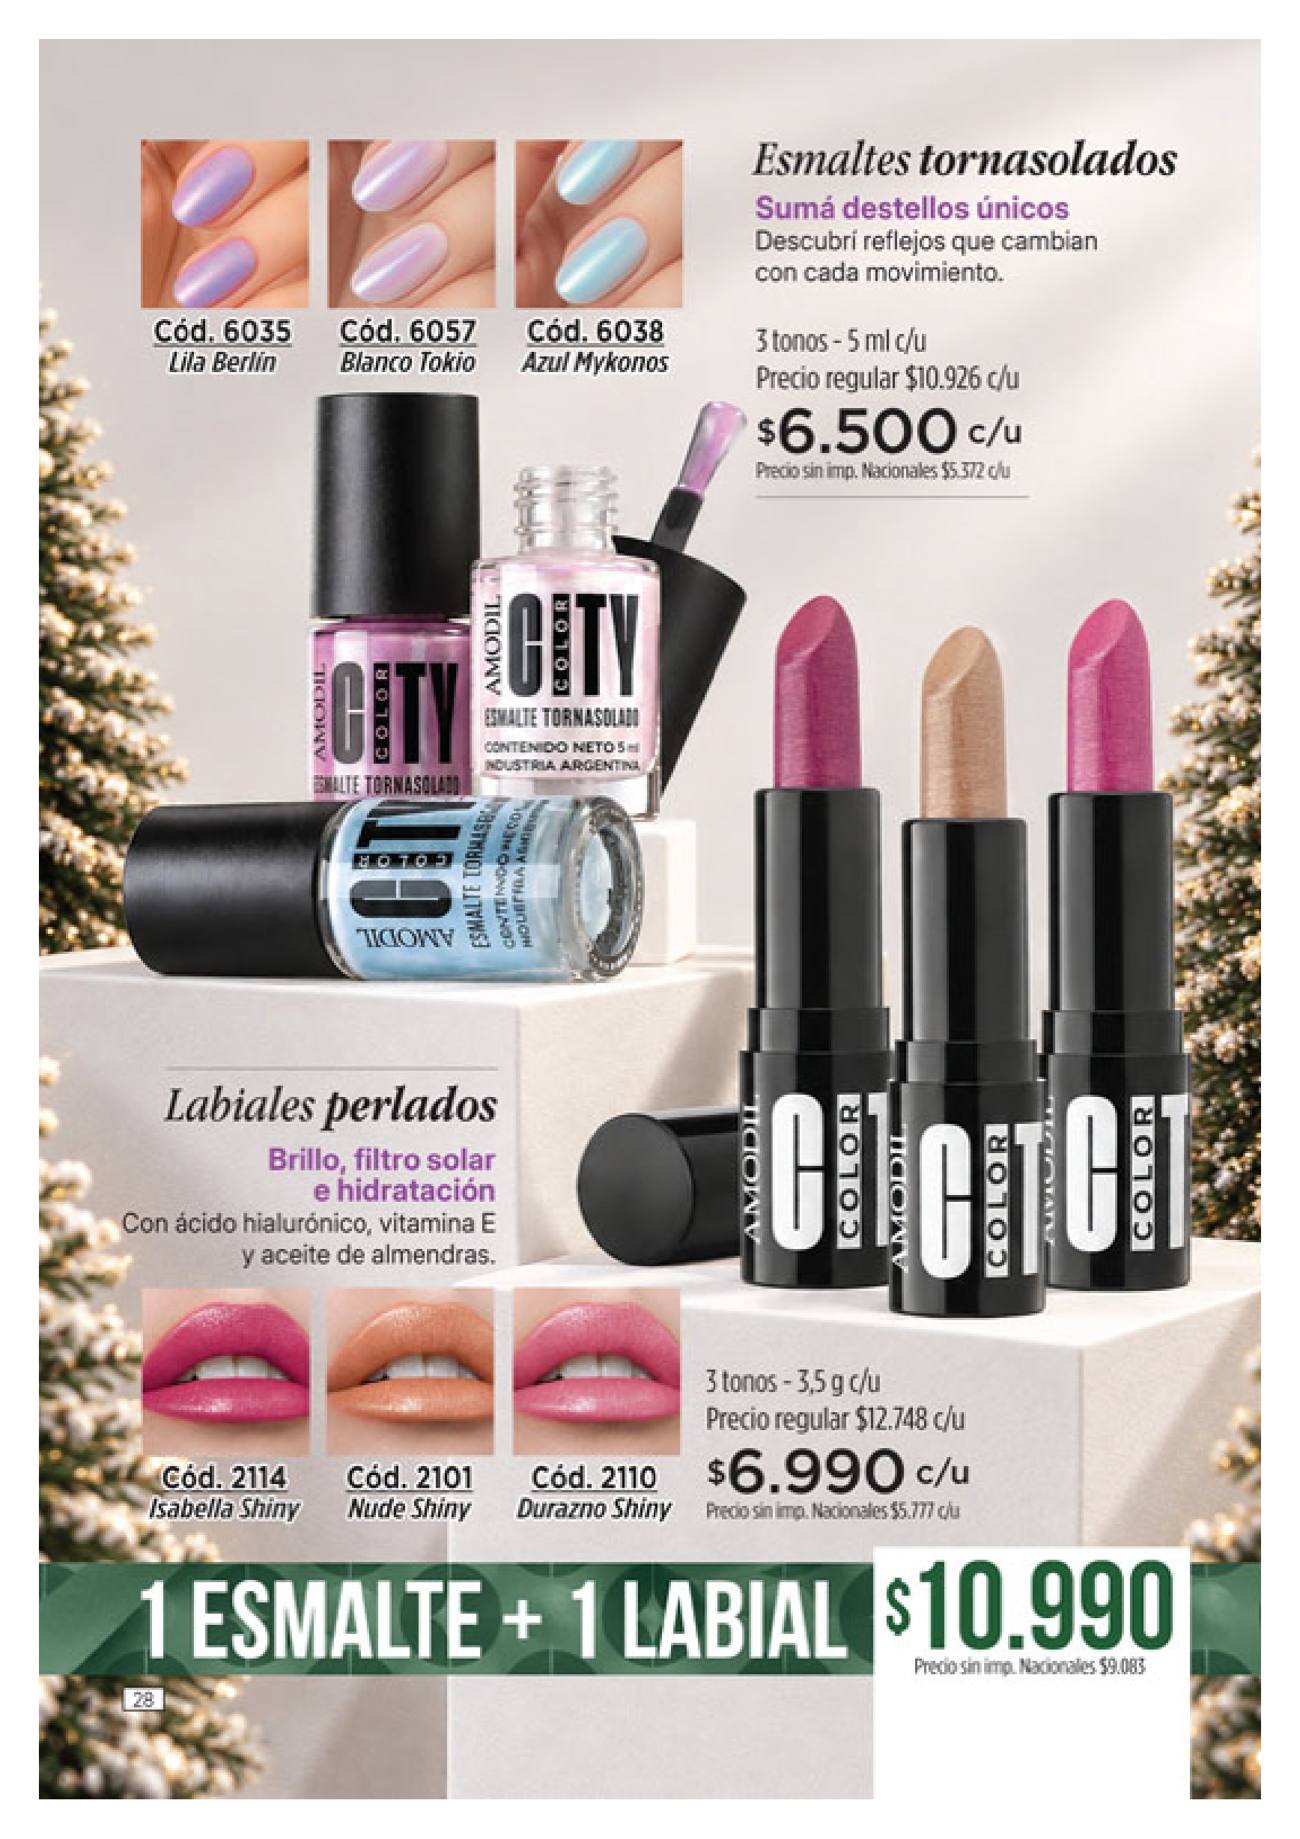 Esmaltes tornasolados
Sumá destellos únicos
Descubrí reflejos que cambian
con cada movimiento.
Cód. 6035
Lila Berlín
Cód. 6057
Blanco Tokio
Cód. 6038
Azul Mykonos
3 tonos - 5 ml c/u
Precio regular $10.926 c/u
$6.500 c/u
Precio sin imp. Nacionales $5.372 c/u
AMODIL
CITY
COLOR
ESMALTE TORNASOLADO
AMODIL
CITY
COLOR
ESMALTE TORNASOLADO
CONTENIDO NETO 5 ml
INDUSTRIA ARGENTINA
AMODIL
COLOR
ESMALTE
Labiales perlados
Brillo, filtro solar
e hidratación
Con ácido hialurónico, vitamina E
y aceite de almendras.
AMODIL
CIT
COLOR
AMODIL
CIT
COLOR
AMODIL
CIT
COLOR
Cód. 2114
Isabella Shiny
Cód. 2101
Nude Shiny
Cód. 2110
Durazno Shiny
3 tonos - 3,5 g c/u
Precio regular $12.748 c/u
$6.990 c/u
Precio sin imp. Nacionales $5.777 c/u
1 ESMALTE + 1 LABIAL
$10.990
Precio sin imp. Nacionales $9.083
28